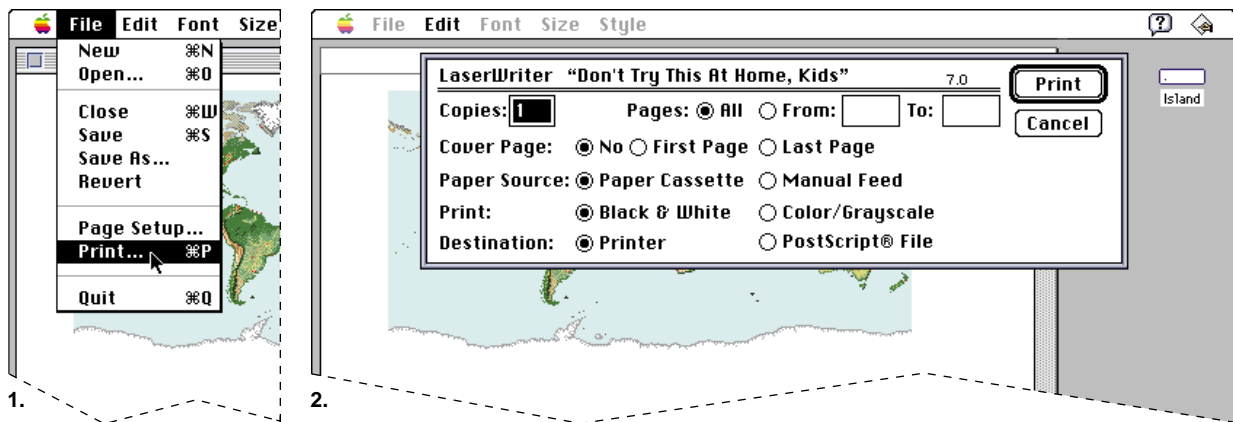 File Edit Font Size
New ⌘N
Open... ⌘O
Close ⌘W
Save ⌘S
Save As...
Revert
Page Setup...
Print... ⌘P
Quit ⌘Q
1.
File Edit Font Size Style
LaserWriter “Don't Try This At Home, Kids” 7.0 Print
Copies: 1 Pages: All From: To: Cancel
Cover Page: No First Page Last Page
Paper Source: Paper Cassette Manual Feed
Print: Black & White Color/Grayscale
Destination: Printer PostScript® File
Island
2.